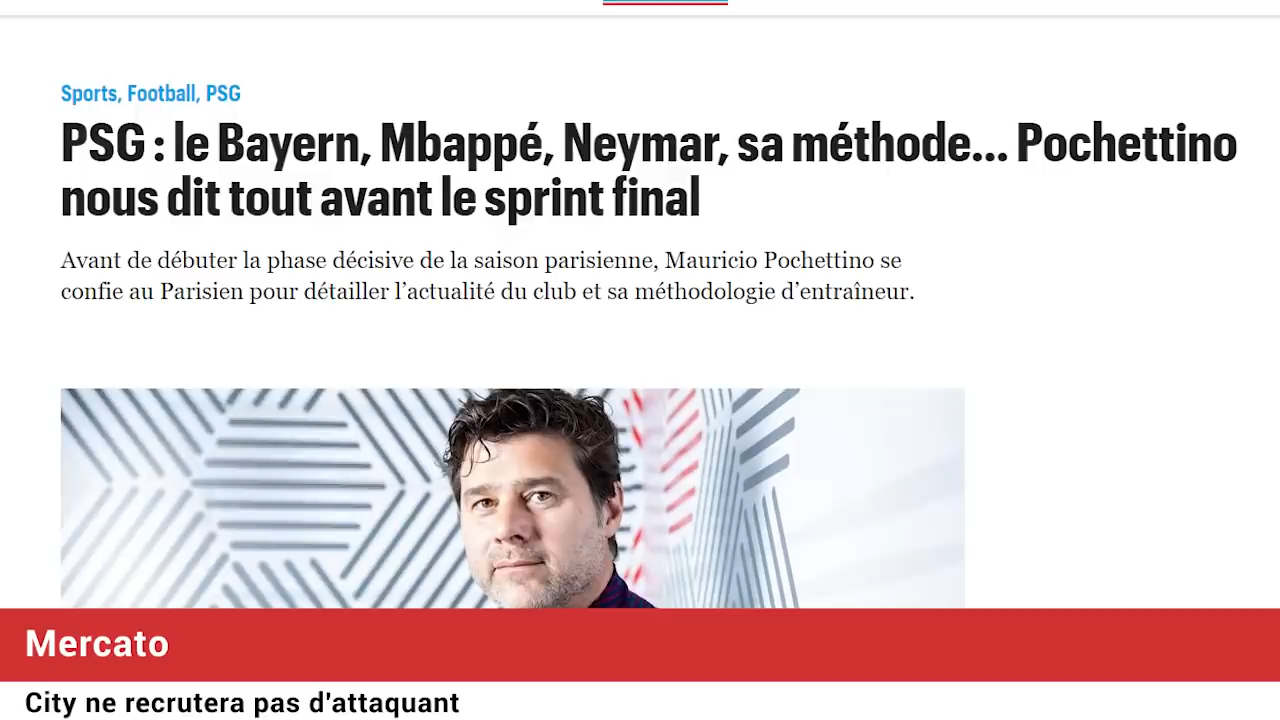 Sports, Football, PSG
PSG : le Bayern, Mbappé, Neymar, sa méthode... Pochettino
nous dit tout avant le sprint final
Avant de débuter la phase décisive de la saison parisienne, Mauricio Pochettino se
confie au Parisien pour détailler l’actualité du club et sa méthodologie d’entraîneur.
Mercato
City ne recrutera pas d'attaquant